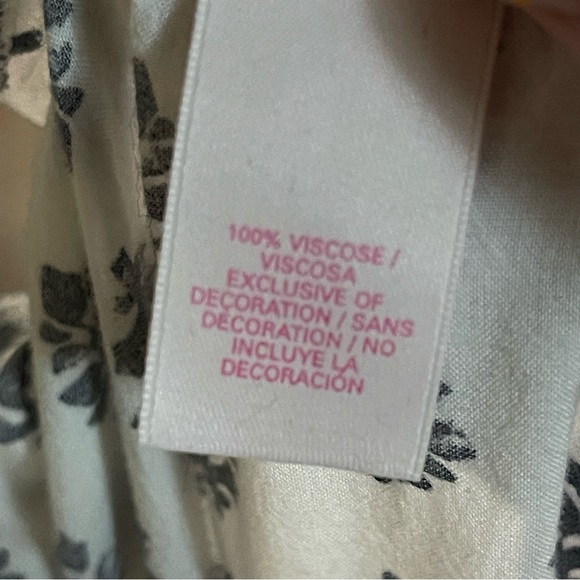 100% VISCOSE /
VISCOSA
EXCLUSIVE OF
DECORATION / SANS
DÉCORATION / NO
INCLUYE LA
DECORACIÓN